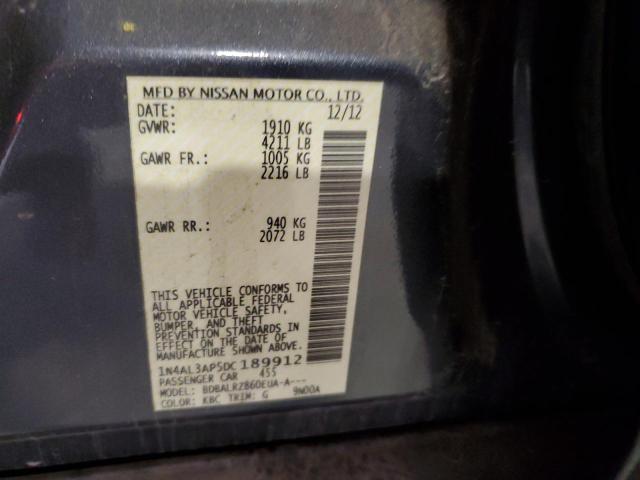 MFD BY NISSAN MOTOR CO., LTD.
DATE: 12/12
GVWR: 1910 KG
4211 LB
GAWR FR.: 1005 KG
2216 LB
GAWR RR.: 940 KG
2072 LB
THIS VEHICLE CONFORMS TO
ALL APPLICABLE FEDERAL
MOTOR VEHICLE SAFETY,
BUMPER, AND THEFT
PREVENTION STANDARDS IN
EFFECT ON THE DATE OF
MANUFACTURE SHOWN ABOVE.
1N4AL3AP5DC189912
PASSENGER CAR 455
MODEL: BDBALRZB60EUA-A---
COLOR: KBC TRIM: G 9N00A